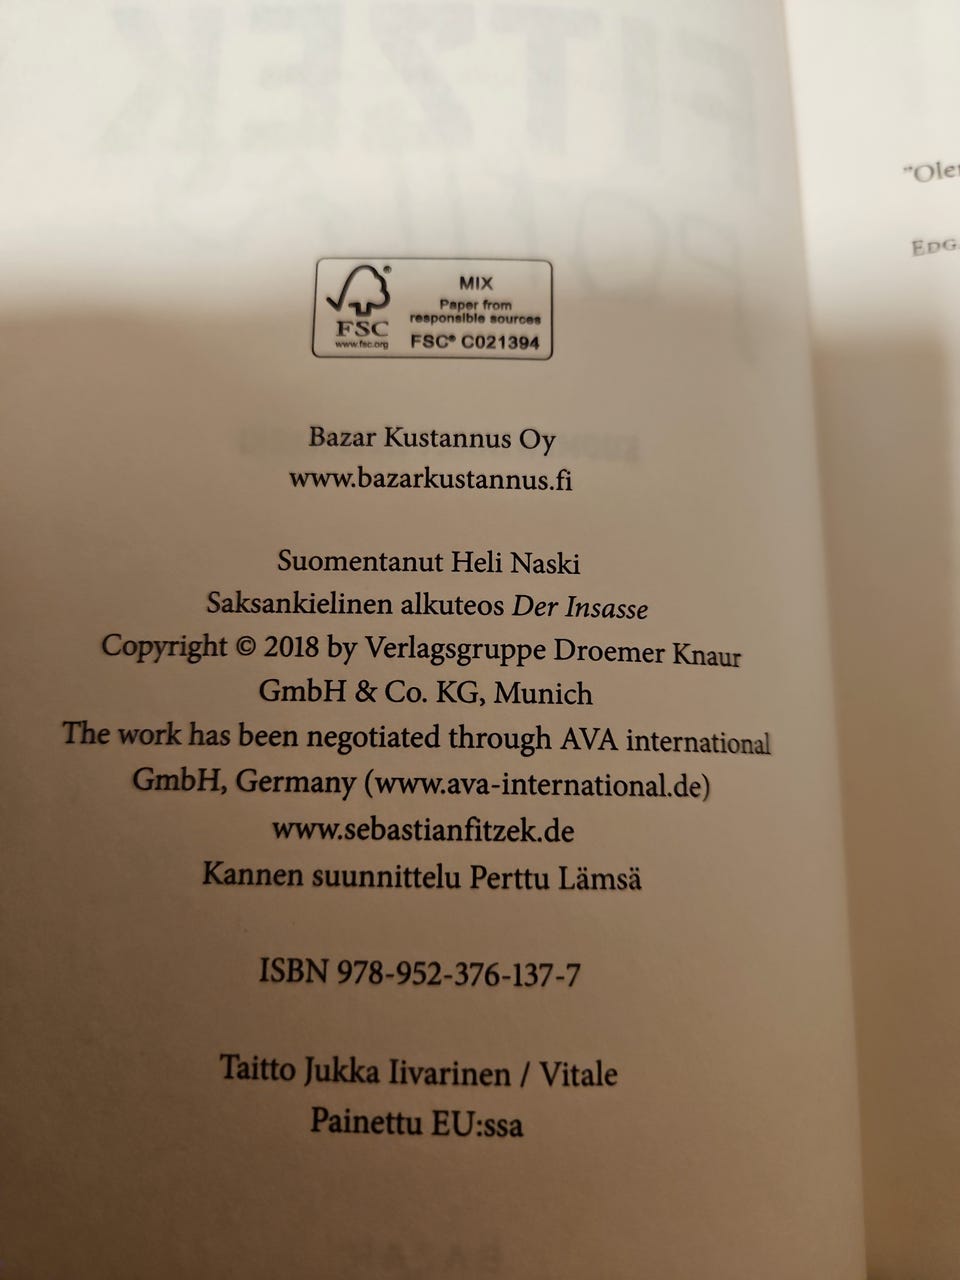 FSC
www.fsc.org
MIX
Paper from
responsible sources
FSC® C021394
Bazar Kustannus Oy
www.bazarkustannus.fi
Suomentanut Heli Naski
Saksankielinen alkuteos Der Insasse
Copyright © 2018 by Verlagsgruppe Droemer Knaur
GmbH & Co. KG, Munich
The work has been negotiated through AVA international
GmbH, Germany (www.ava-international.de)
www.sebastianfitzek.de
Kannen suunnittelu Perttu Lämsä
ISBN 978-952-376-137-7
Taitto Jukka Iivarinen / Vitale
Painettu EU:ssa